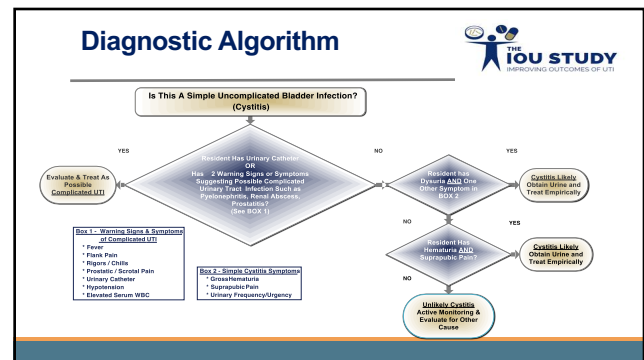 Diagnostic Algorithm
THE
IOU STUDY
IMPROVING OUTCOMES OF UTI
Is This A Simple Uncomplicated Bladder Infection?
(Cystitis)
YES
NO
YES
Evaluate & Treat As
Possible
Complicated UTI
Resident Has Urinary Catheter
OR
Has 2 Warning Signs or Symptoms
Suggesting Possible Complicated
Urinary Tract Infection Such as
Pyelonephritis, Renal Abscess,
Prostatitis?
(See BOX 1)
Resident has
Dysuria AND One
Other Symptom in
BOX 2
Cystitis Likely
Obtain Urine and
Treat Empirically
NO
YES
Resident Has
Hematuria AND
Suprapubic Pain?
Cystitis Likely
Obtain Urine and
Treat Empirically
NO
Unlikely Cystitis
Active Monitoring &
Evaluate for Other
Cause
Box 1 - Warning Signs & Symptoms
of Complicated UTI
* Fever
* Flank Pain
* Rigors / Chills
* Prostatic / Scrotal Pain
* Urinary Catheter
* Hypotension
* Elevated Serum WBC
Box 2 - Simple Cystitis Symptoms
* Gross Hematuria
* Suprapubic Pain
* Urinary Frequency/Urgency